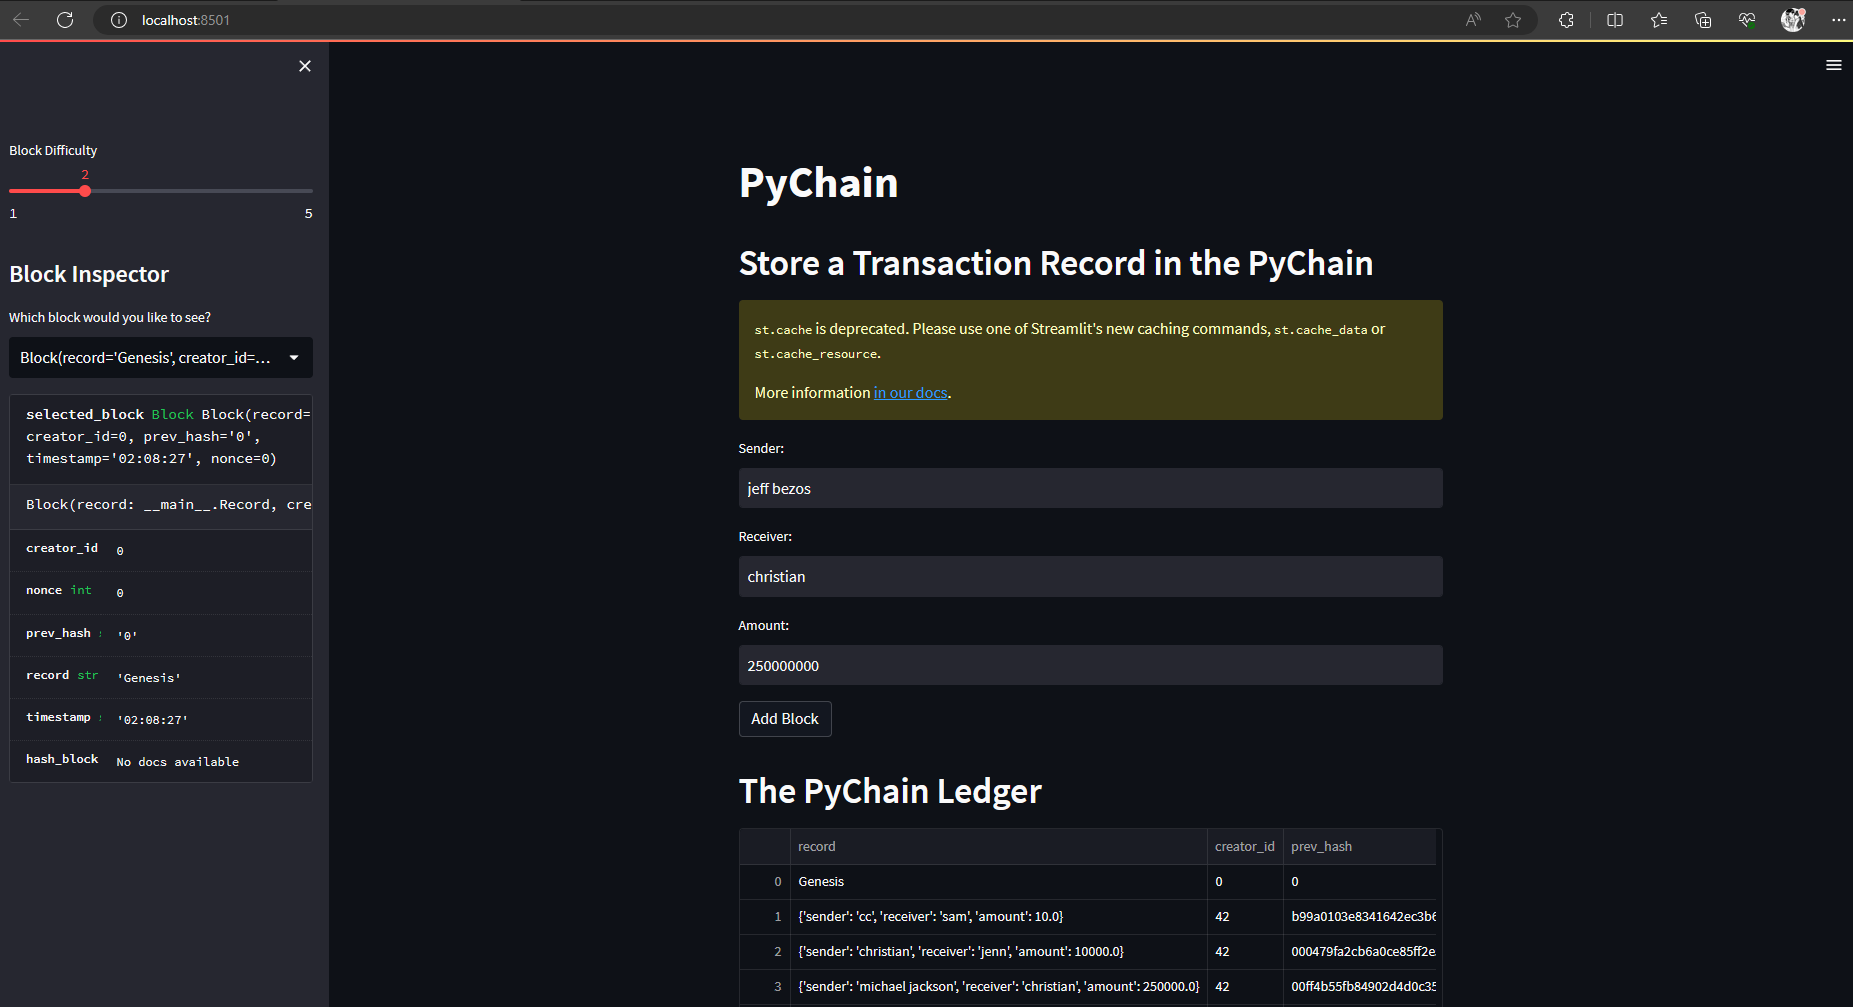 localhost:8501
Block Difficulty
2
1 5
Block Inspector
Which block would you like to see?
Block(record='Genesis', creator_id=...
selected_block Block Block(record=
creator_id=0, prev_hash='0',
timestamp='02:08:27', nonce=0)
Block(record: __main__.Record, cre
creator_id 0
nonce int 0
prev_hash '0'
record str 'Genesis'
timestamp '02:08:27'
hash_block No docs available
PyChain
Store a Transaction Record in the PyChain
st.cache is deprecated. Please use one of Streamlit's new caching commands, st.cache_data or
st.cache_resource.
More information in our docs.
Sender:
jeff bezos
Receiver:
christian
Amount:
250000000
Add Block
The PyChain Ledger
record creator_id prev_hash
0 Genesis 0 0
1 {'sender': 'cc', 'receiver': 'sam', 'amount': 10.0} 42 b99a0103e8341642ec3b6
2 {'sender': 'christian', 'receiver': 'jenn', 'amount': 10000.0} 42 000479fa2cb6a0ce85ff2e
3 {'sender': 'michael jackson', 'receiver': 'christian', 'amount': 250000.0} 42 00ff4b55fb84902d4d0c35